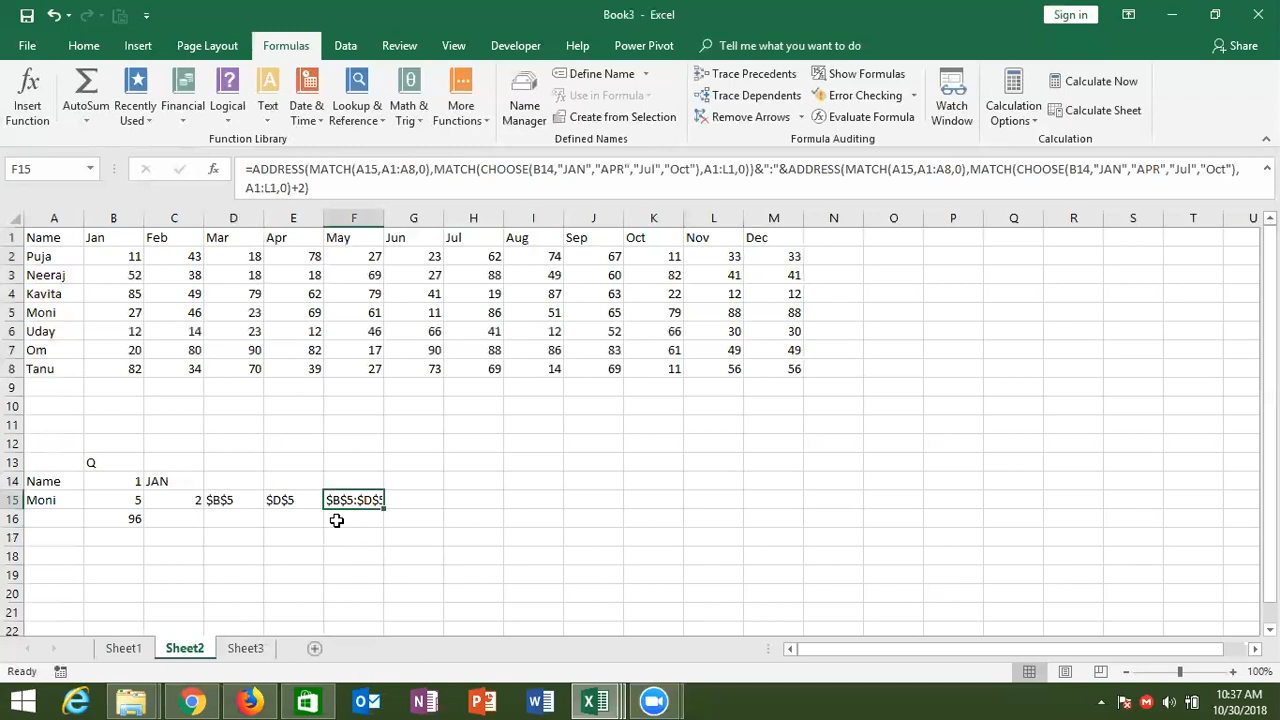 Book3 - Excel
Sign in
File Home Insert Page Layout Formulas Data Review View Developer Help Power Pivot Tell me what you want to do Share
Insert Function
AutoSum
Recently Used
Financial
Logical
Text
Date & Time
Lookup & Reference
Math & Trig
More Functions
Function Library
Name Manager
Define Name
Use in Formula
Create from Selection
Defined Names
Trace Precedents
Trace Dependents
Remove Arrows
Show Formulas
Error Checking
Evaluate Formula
Formula Auditing
Watch Window
Calculation Options
Calculate Now
Calculate Sheet
Calculation
F15
=ADDRESS(MATCH(A15,A1:A8,0),MATCH(CHOOSE(B14,"JAN","APR","Jul","Oct"),A1:L1,0))&":"&ADDRESS(MATCH(A15,A1:A8,0),MATCH(CHOOSE(B14,"JAN","APR","Jul","Oct"),
A1:L1,0)+2)
A B C D E F G H I J K L M N O P Q R S T U
1 Name Jan Feb Mar Apr May Jun Jul Aug Sep Oct Nov Dec
2 Puja 11 43 18 78 27 23 62 74 67 11 33 33
3 Neeraj 52 38 18 18 69 27 88 49 60 82 41 41
4 Kavita 85 49 79 62 79 41 19 87 63 22 12 12
5 Moni 27 46 23 69 61 11 86 51 65 79 88 88
6 Uday 12 14 23 12 46 66 41 12 52 66 30 30
7 Om 20 80 90 82 17 90 88 86 83 61 49 49
8 Tanu 82 34 70 39 27 73 69 14 69 11 56 56
9
10
11
12
13 Q
14 Name 1 JAN
15 Moni 5 2 $B$5 $D$5 $B$5:$D$5
16 96
17
18
19
20
21
22
Sheet1 Sheet2 Sheet3
Ready
100%
10:37 AM
10/30/2018